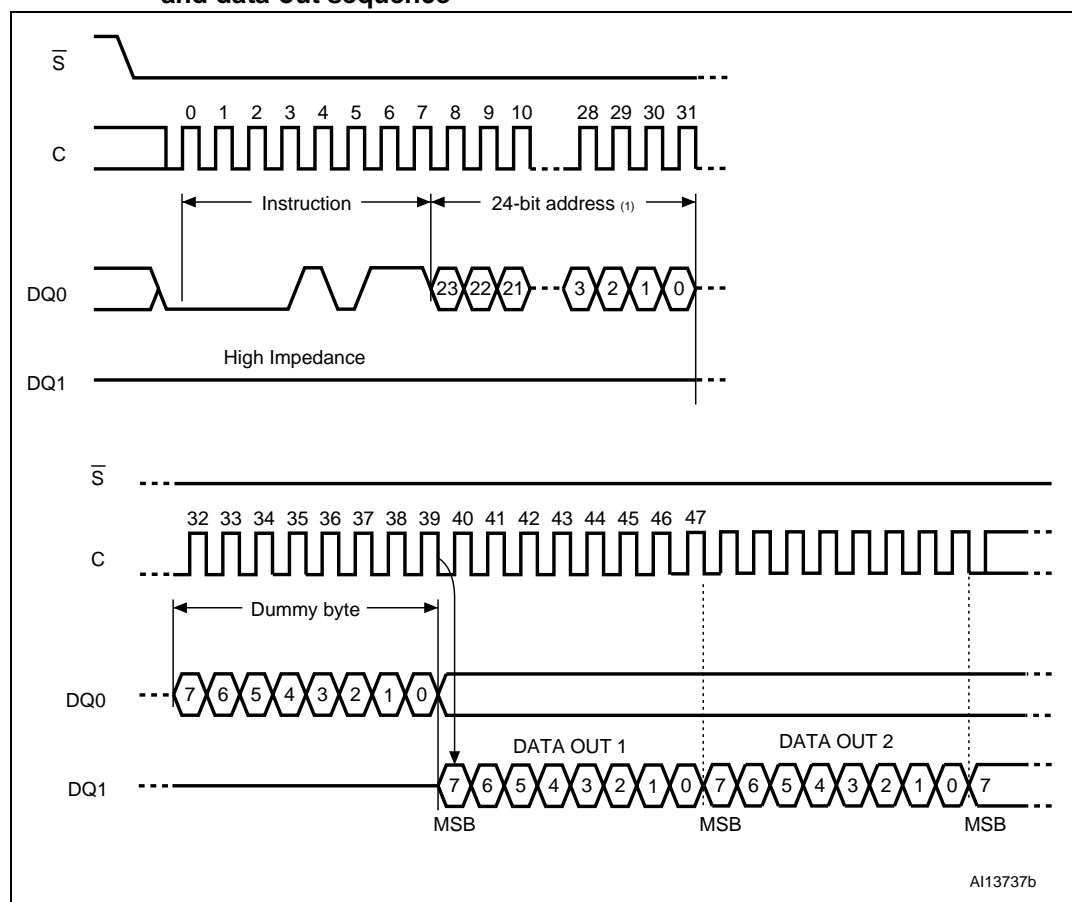 and data-out sequence
S
0 1 2 3 4 5 6 7 8 9 10 28 29 30 31
C
Instruction 24-bit address (1)
DQ0 23 22 21 3 2 1 0
High Impedance
DQ1
S
32 33 34 35 36 37 38 39 40 41 42 43 44 45 46 47
C
Dummy byte
DQ0 7 6 5 4 3 2 1 0
DATA OUT 1 DATA OUT 2
DQ1 7 6 5 4 3 2 1 0 7 6 5 4 3 2 1 0 7
MSB MSB MSB
AI13737b